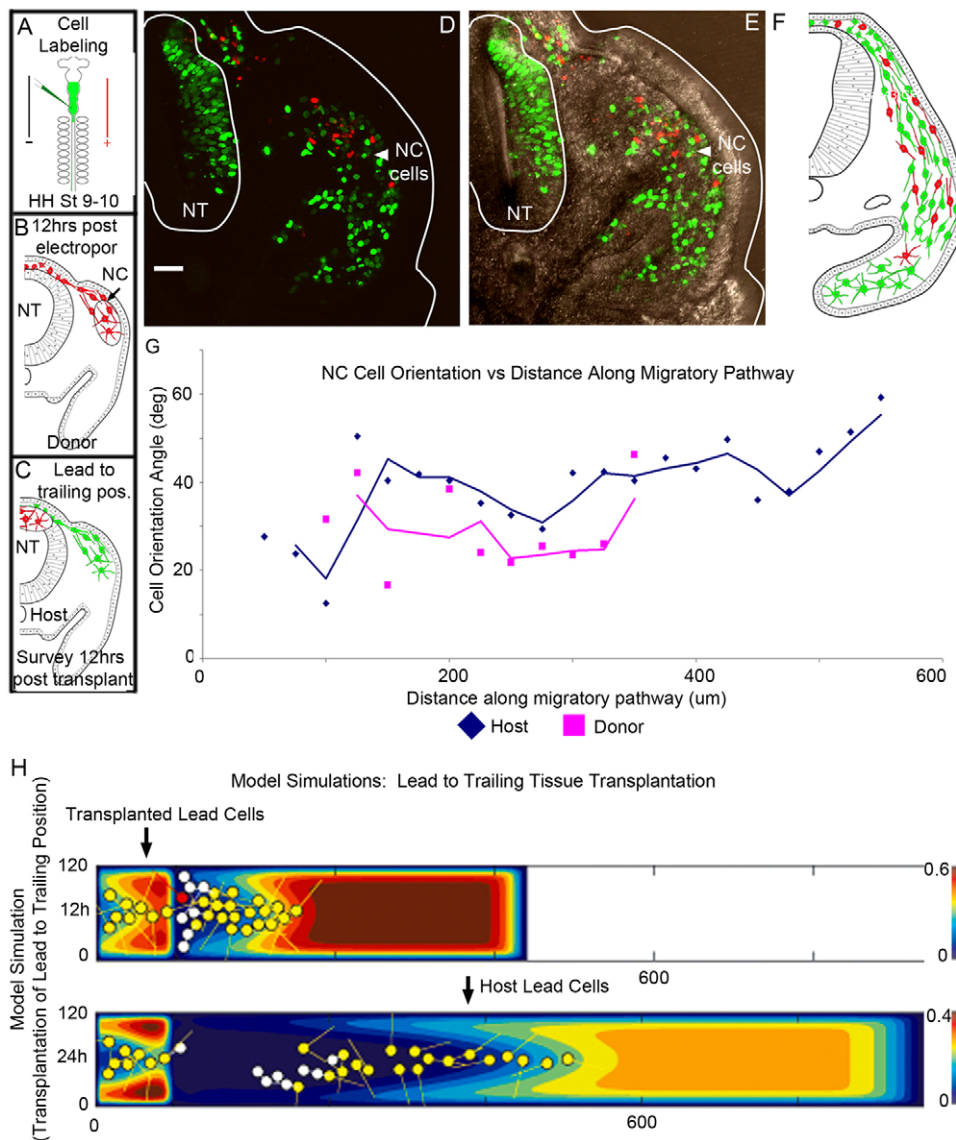 A
Cell
Labeling
-
+
HH St 9-10
B
12hrs post
electropor
NC
NT
Donor
C
Lead to
trailing pos.
NT
Host
Survey 12hrs
post transplant
D
NC
cells
NT
E
NC
cells
NT
F
G
NC Cell Orientation vs Distance Along Migratory Pathway
Cell Orientation Angle (deg)
60
40
20
0
0
200
400
600
Distance along migratory pathway (um)
Host
Donor
H
Model Simulations: Lead to Trailing Tissue Transplantation
Model Simulation
(Transplantation of Lead to Trailing Position)
Transplanted Lead Cells
120
12h
0
600
0.6
0
Host Lead Cells
120
24h
0
0
600
0.4
0